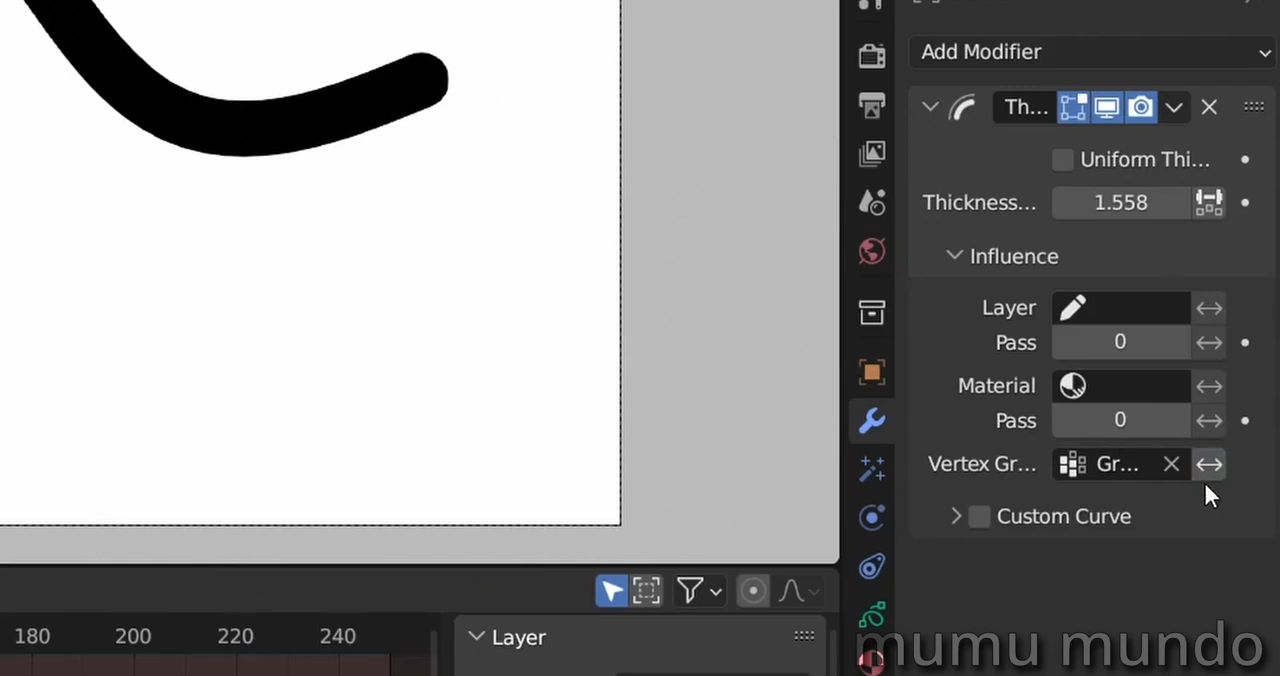 Add Modifier
Th...
Uniform Thi...
Thickness... 1.558
Influence
Layer
Pass 0
Material
Pass 0
Vertex Gr... Gr...
Custom Curve
180 200 220 240
Layer
mumu mundo